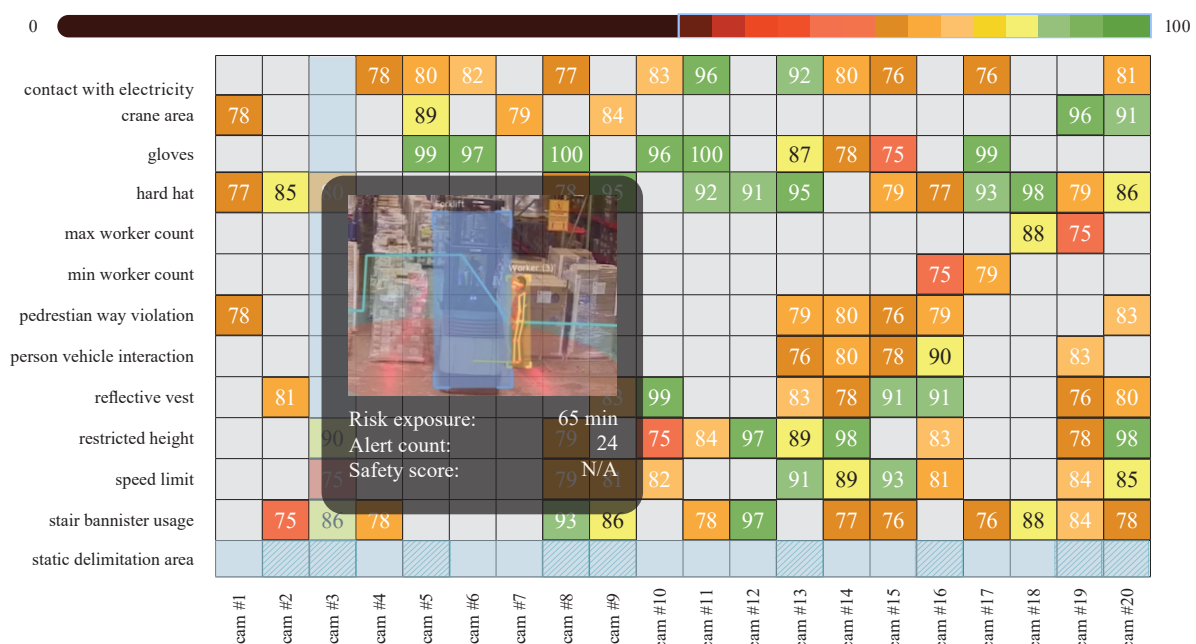 0 100
contact with electricity 78 80 82 77 83 96 92 80 76 76 81
crane area 78 89 79 84 96 91
gloves 99 97 100 96 100 87 78 75 99
hard hat 77 85 80 78 95 92 91 95 79 77 93 98 79 86
Forklift
max worker count 88 75
Worker (3)
min worker count 75 79
pedrestian way violation 78 79 80 76 79 83
person vehicle interaction 76 80 78 90 83
reflective vest 81 83 99 83 78 91 91 76 80
Risk exposure: 65 min
restricted height 90 79 75 84 97 89 98 83 78 98
Alert count: 24
Safety score: N/A
speed limit 75 79 81 82 91 89 93 81 84 85
stair bannister usage 75 86 78 93 86 78 97 77 76 76 88 84 78
static delimitation area
cam #1 cam #2 cam #3 cam #4 cam #5 cam #6 cam #7 cam #8 cam #9 cam #10 cam #11 cam #12 cam #13 cam #14 cam #15 cam #16 cam #17 cam #18 cam #19 cam #20